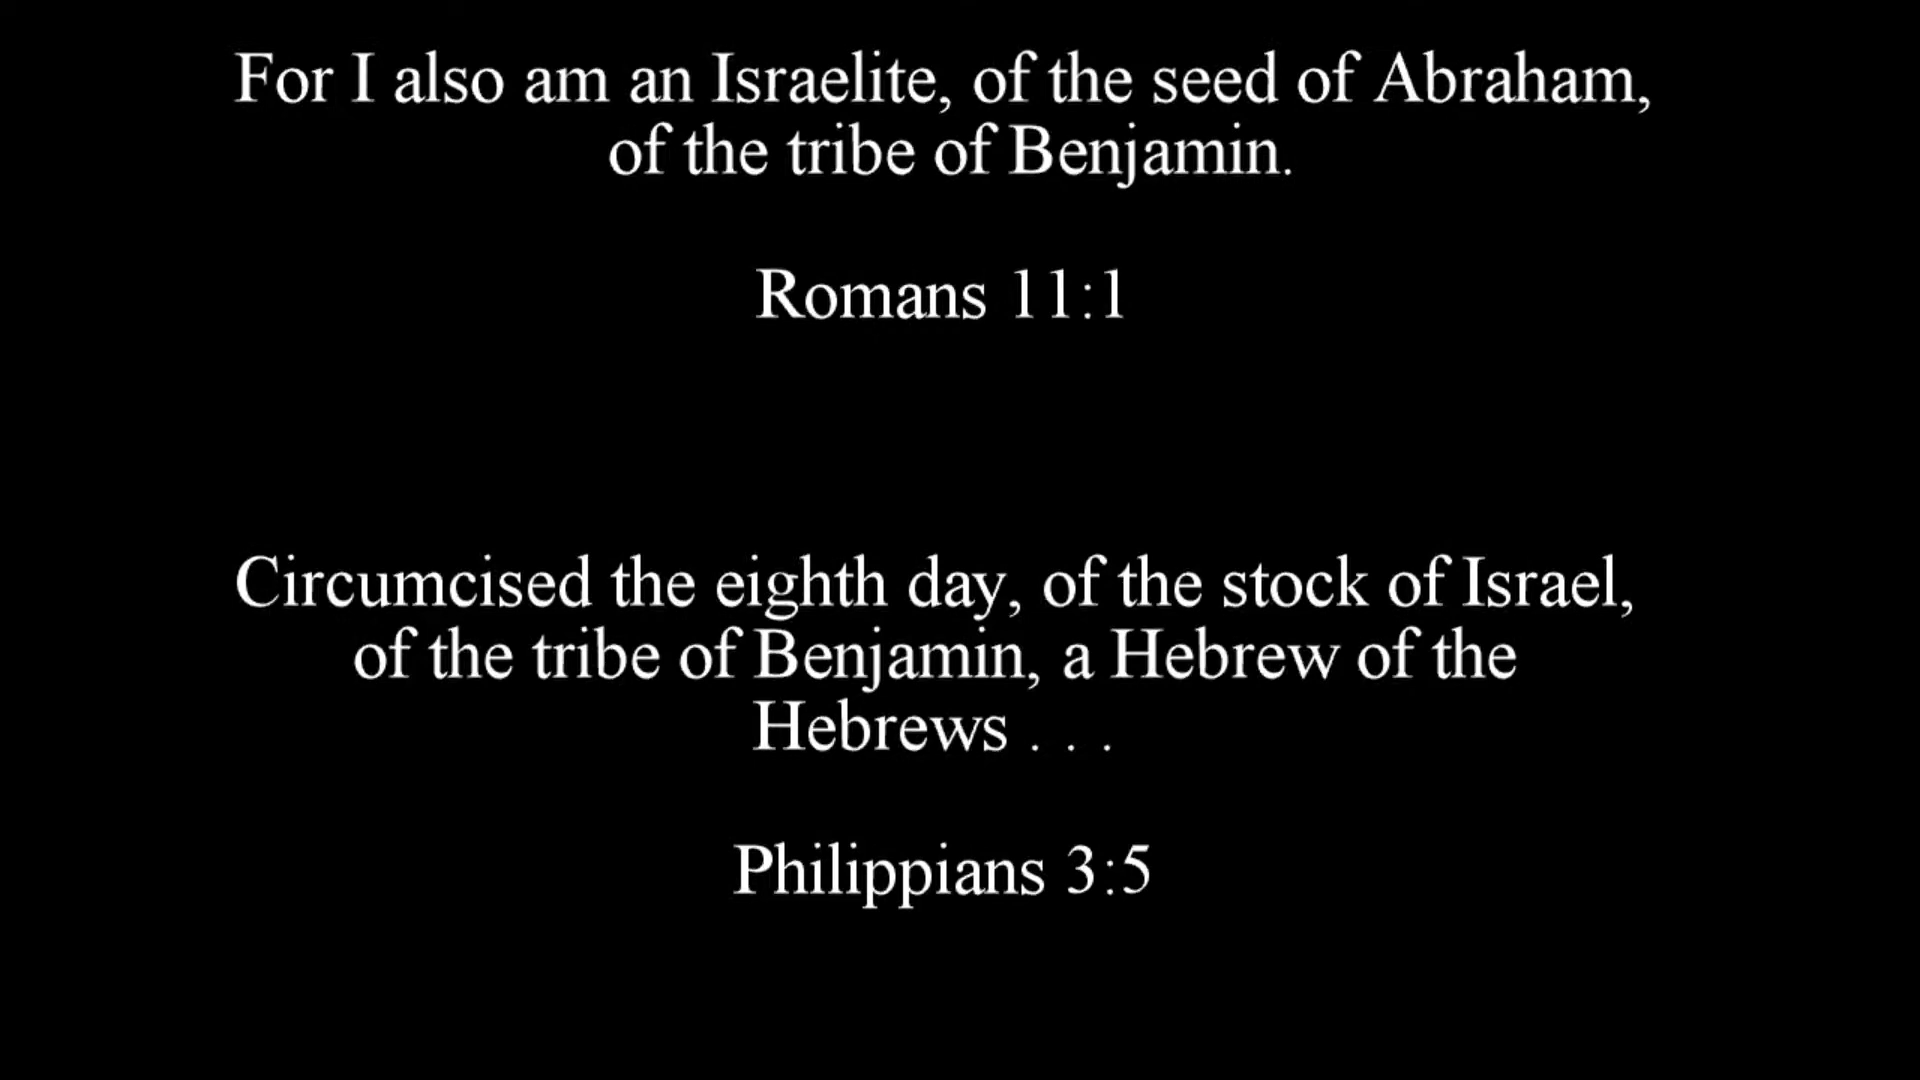 For I also am an Israelite, of the seed of Abraham,
of the tribe of Benjamin.
Romans 11:1
Circumcised the eighth day, of the stock of Israel,
of the tribe of Benjamin, a Hebrew of the
Hebrews . . .
Philippians 3:5